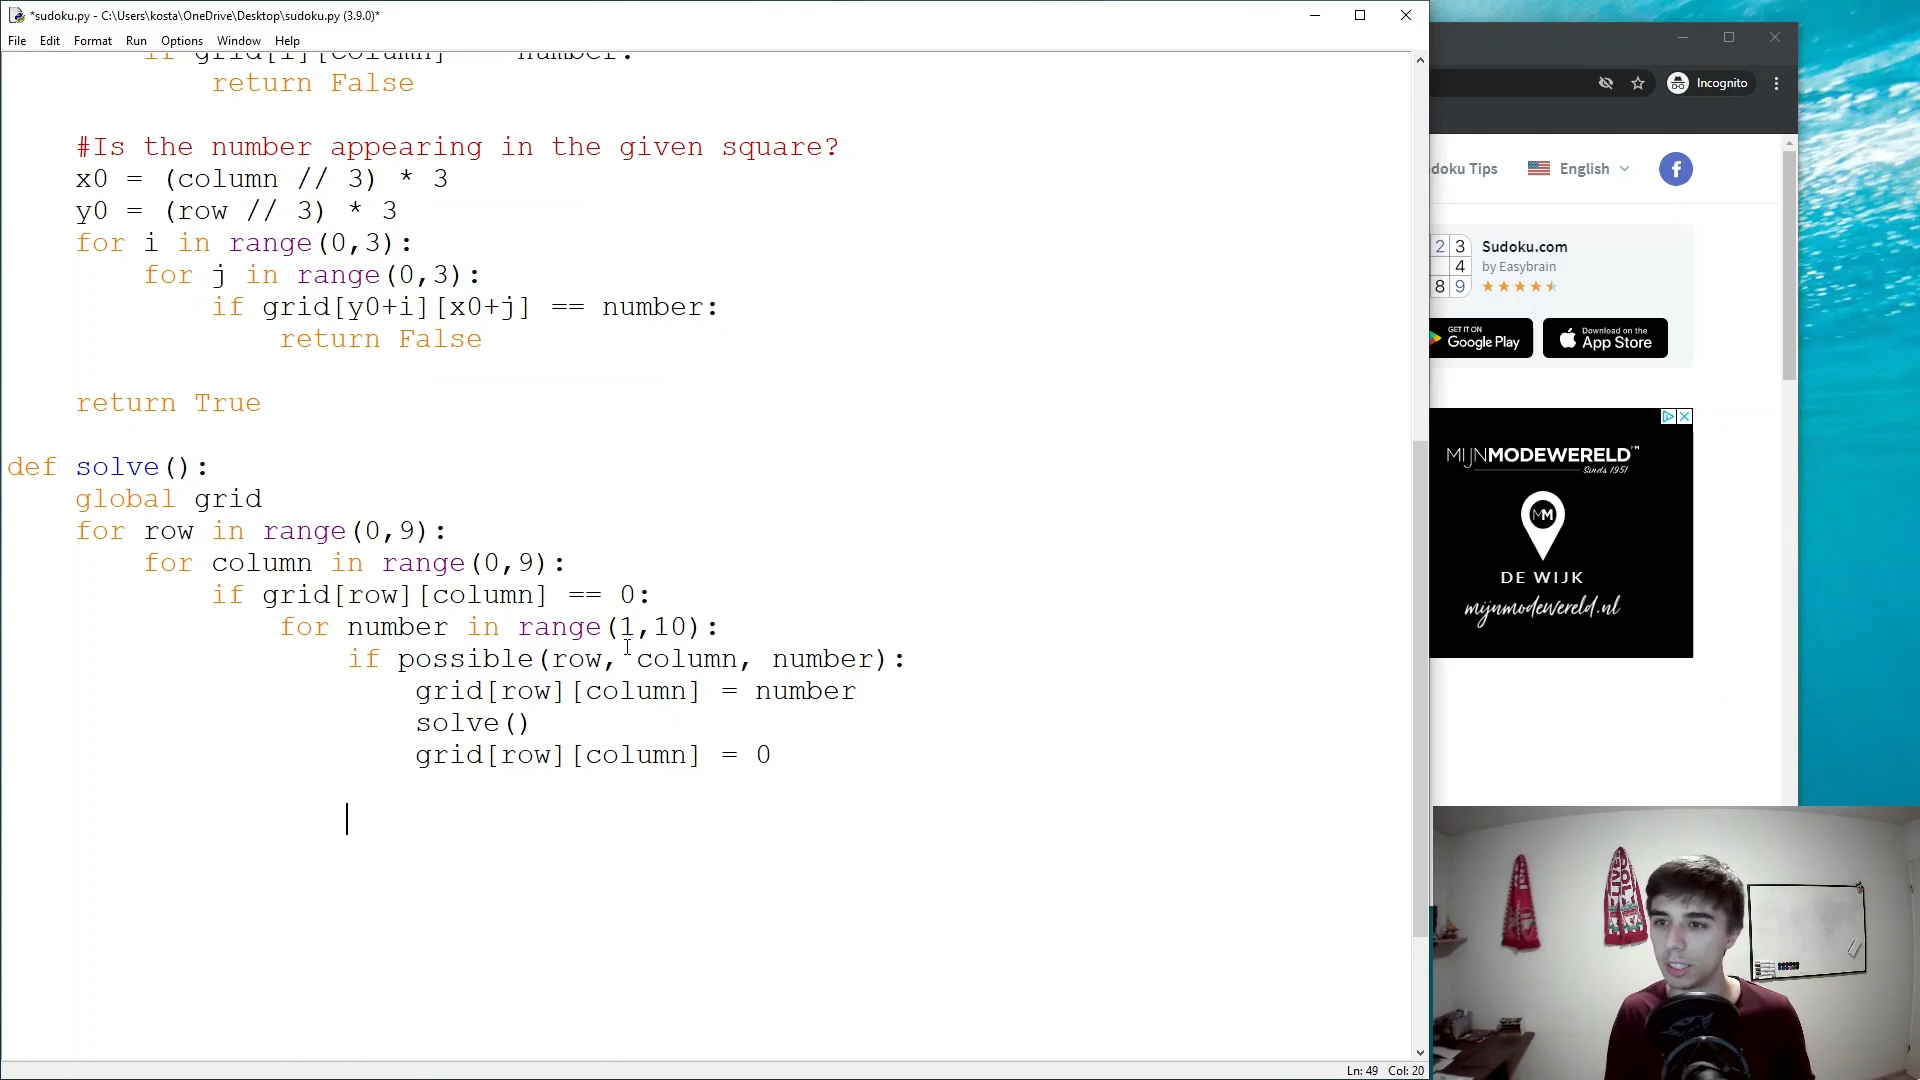 *sudoku.py - C:\Users\kosta\OneDrive\Desktop\sudoku.py (3.9.0)*
File Edit Format Run Options Window Help
if grid[i][column] == number:
return False
#Is the number appearing in the given square?
x0 = (column // 3) * 3
y0 = (row // 3) * 3
for i in range(0,3):
for j in range(0,3):
if grid[y0+i][x0+j] == number:
return False
return True
def solve():
global grid
for row in range(0,9):
for column in range(0,9):
if grid[row][column] == 0:
for number in range(1,10):
if possible(row, column, number):
grid[row][column] = number
solve()
grid[row][column] = 0
Ln: 49 Col: 20
Incognito
doku Tips English
2 3
4
8 9
Sudoku.com
by Easybrain
GET IT ON
Google Play
Download on the
App Store
MIJNMODEWERELD™
Sinds 1951
MM
DE WIJK
mijnmodewereld.nl